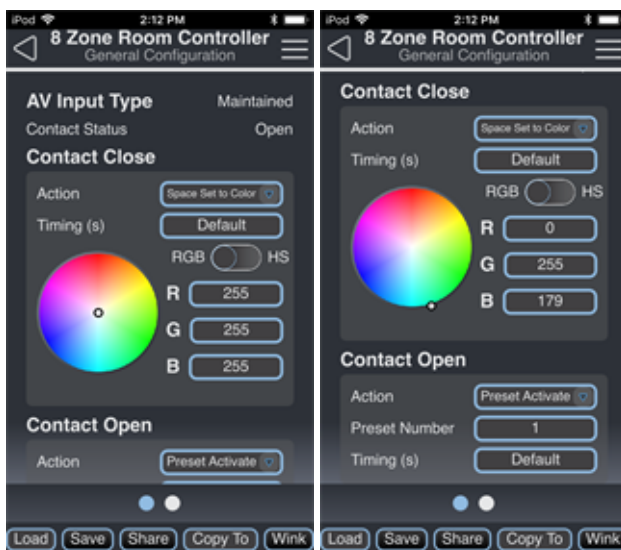 iPod 2:12 PM
8 Zone Room Controller
General Configuration
AV Input Type Maintained
Contact Status Open
Contact Close
Action Space Set to Color
Timing (s) Default
RGB HS
R 255
G 255
B 255
Contact Open
Action Preset Activate
Load Save Share Copy To Wink
iPod 2:12 PM
8 Zone Room Controller
General Configuration
Contact Close
Action Space Set to Color
Timing (s) Default
RGB HS
R 0
G 255
B 179
Contact Open
Action Preset Activate
Preset Number 1
Timing (s) Default
Load Save Share Copy To Wink